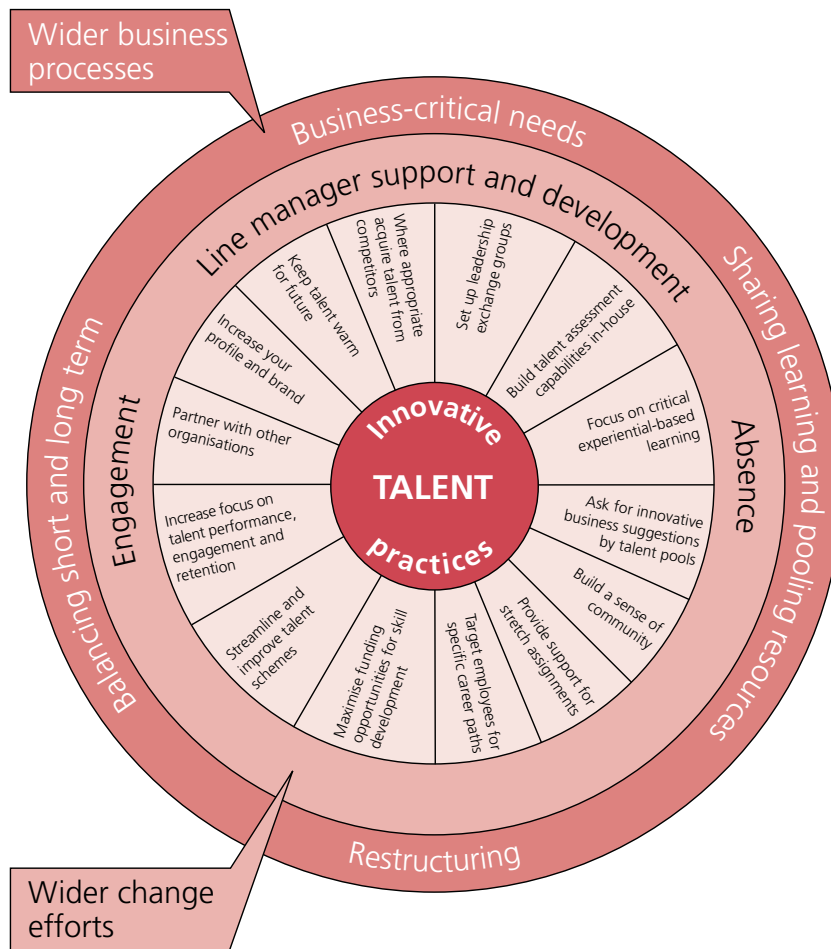 Wider business
processes
Business-critical needs
Sharing learning and pooling resources
Restructuring
Balancing short and long term
Line manager support and development
Absence
Engagement
Set up leadership
exchange groups
Build talent assessment
capabilities in-house
Focus on critical
experiential-based
learning
Ask for innovative
business suggestions
by talent pools
Build a sense of
community
Provide support for
stretch assignments
Target employees for
specific career paths
Maximise funding
opportunities for skill
development
Streamline and
improve talent
schemes
Increase focus on
talent performance,
engagement and
retention
Partner with other
organisations
Increase your
profile and brand
Keep talent warm
for future
Where appropriate
acquire talent from
competitors
Innovative
TALENT
practices
Wider change
efforts